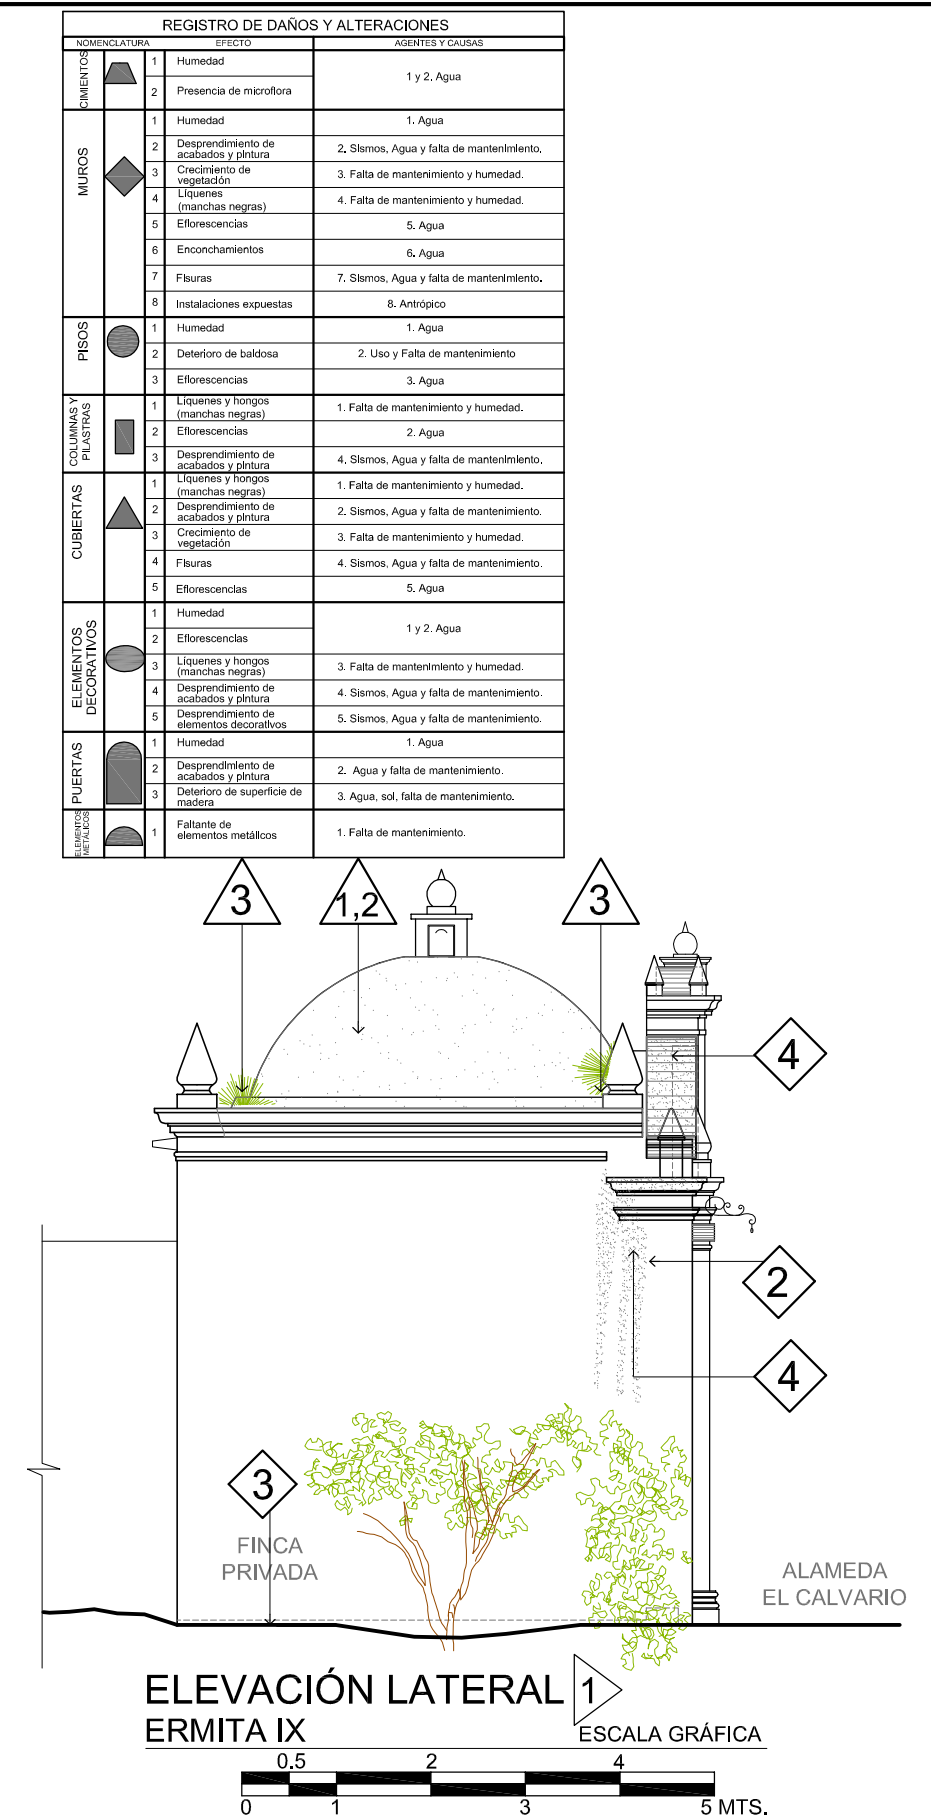 REGISTRO DE DAÑOS Y ALTERACIONES
NOMENCLATURA EFECTO AGENTES Y CAUSAS
CIMIENTOS
1 Humedad
1 y 2. Agua
2 Presencia de microflora
MUROS
1 Humedad 1. Agua
2 Desprendimiento de acabados y pintura 2. Sismos, Agua y falta de mantenimiento.
3 Crecimiento de vegetación 3. Falta de mantenimiento y humedad.
4 Líquenes (manchas negras) 4. Falta de mantenimiento y humedad.
5 Eflorescencias 5. Agua
6 Enconchamientos 6. Agua
7 Fisuras 7. Sismos, Agua y falta de mantenimiento.
8 Instalaciones expuestas 8. Antrópico
PISOS
1 Humedad 1. Agua
2 Deterioro de baldosa 2. Uso y Falta de mantenimiento
3 Eflorescencias 3. Agua
COLUMNAS Y PILASTRAS
1 Líquenes y hongos (manchas negras) 1. Falta de mantenimiento y humedad.
2 Eflorescencias 2. Agua
3 Desprendimiento de acabados y pintura 4. Sismos, Agua y falta de mantenimiento.
CUBIERTAS
1 Líquenes y hongos (manchas negras) 1. Falta de mantenimiento y humedad.
2 Desprendimiento de acabados y pintura 2. Sismos, Agua y falta de mantenimiento.
3 Crecimiento de vegetación 3. Falta de mantenimiento y humedad.
4 Fisuras 4. Sismos, Agua y falta de mantenimiento.
5 Eflorescencias 5. Agua
ELEMENTOS DECORATIVOS
1 Humedad
1 y 2. Agua
2 Eflorescencias
3 Líquenes y hongos (manchas negras) 3. Falta de mantenimiento y humedad.
4 Desprendimiento de acabados y pintura 4. Sismos, Agua y falta de mantenimiento.
5 Desprendimiento de elementos decorativos 5. Sismos, Agua y falta de mantenimiento.
PUERTAS
1 Humedad 1. Agua
2 Desprendimiento de acabados y pintura 2. Agua y falta de mantenimiento.
3 Deterioro de superficie de madera 3. Agua, sol, falta de mantenimiento.
ELEMENTOS METÁLICOS
1 Faltante de elementos metálicos 1. Falta de mantenimiento.
3 1,2 3
4
2
4
3
FINCA
PRIVADA
ALAMEDA
EL CALVARIO
ELEVACIÓN LATERAL 1
ERMITA IX ESCALA GRÁFICA
0.5 2 4
0 1 3 5 MTS.